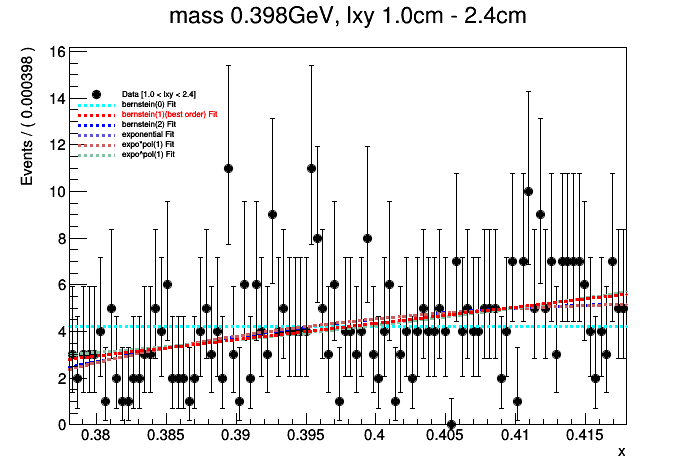 mass 0.398GeV, lxy 1.0cm - 2.4cm
Events / ( 0.000398 )
16
14
12
10
8
6
4
2
0
Data [1.0 < lxy < 2.4]
bernstein(0) Fit
bernstein(1)(best order) Fit
bernstein(2) Fit
exponential Fit
expo*pol(1) Fit
expo^pol(1) Fit
0.38 0.385 0.39 0.395 0.4 0.405 0.41 0.415
x